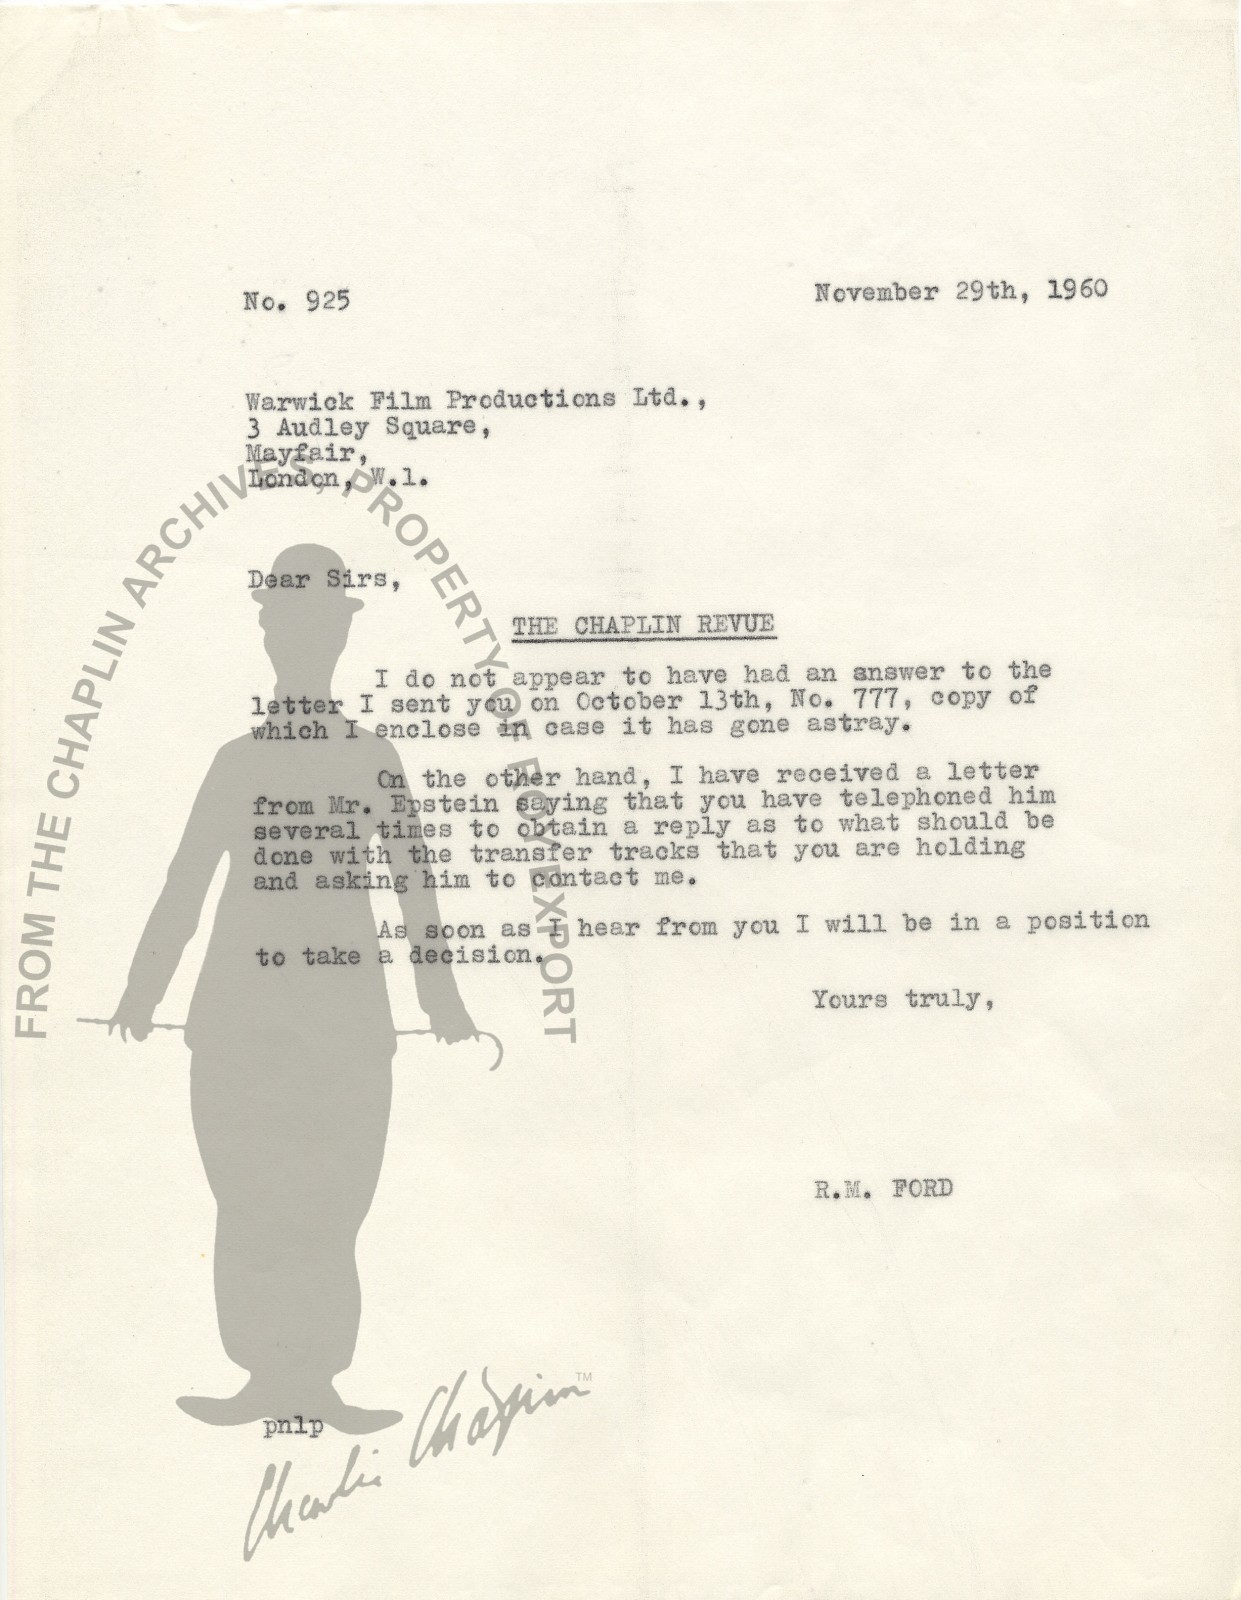 No. 925
November 29th, 1960
Warwick Film Productions Ltd.,
3 Audley Square,
Mayfair,
London, W.1.
Dear Sirs,
THE CHAPLIN REVUE
I do not appear to have had an answer to the
letter I sent you on October 13th, No. 777, copy of
which I enclose in case it has gone astray.
On the other hand, I have received a letter
from Mr. Epstein saying that you have telephoned him
several times to obtain a reply as to what should be
done with the transfer tracks that you are holding
and asking him to contact me.
As soon as I hear from you I will be in a position
to take a decision.
Yours truly,
R.M. FORD
pnlp
FROM THE CHAPLIN ARCHIVES, PROPERTY OF ROY EXPORT
Charlie Chaplin™